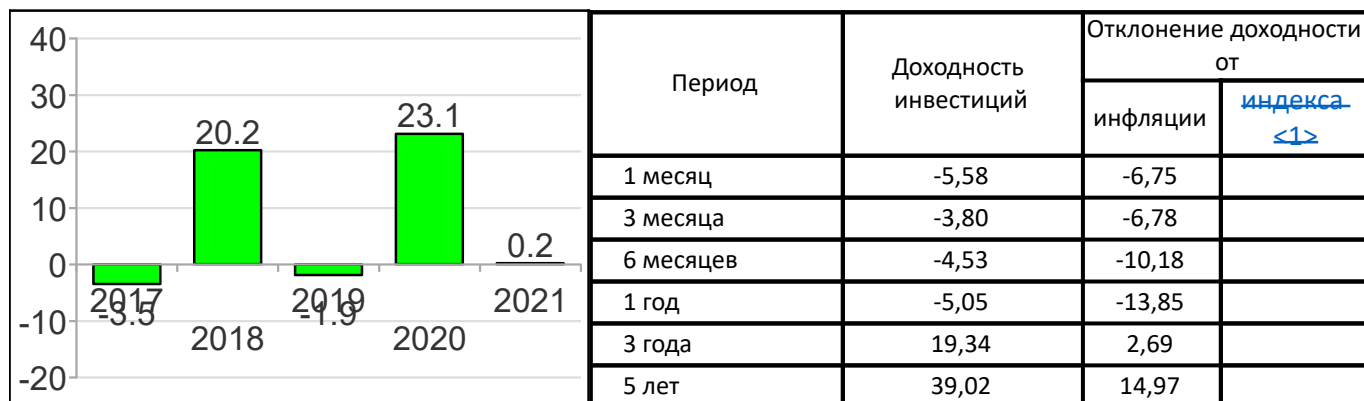 40
30
20
10
0
-10
-20
-3.5
20.2
-1.9
23.1
0.2
2017
2018
2019
2020
2021
Период
Доходность
инвестиций
Отклонение доходности
от
инфляции
индекса
<1>
1 месяц -5,58 -6,75
3 месяца -3,80 -6,78
6 месяцев -4,53 -10,18
1 год -5,05 -13,85
3 года 19,34 2,69
5 лет 39,02 14,97